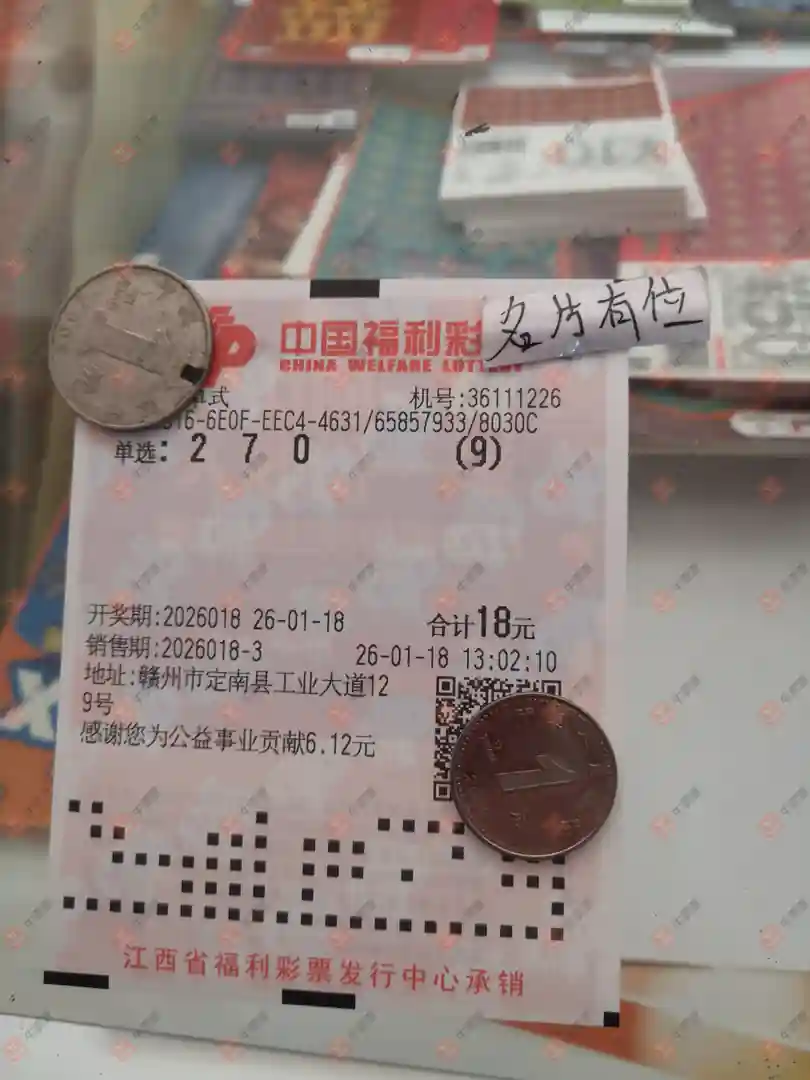 中国福利彩
名片有位
CHINA WELFARE LOTTERY
单式 机号:36111226
16-6E0F-EEC4-4631/65857933/8030C
单选: 2 7 0 (9)
开奖期:2026018 26-01-18 合计18元
销售期:2026018-3 26-01-18 13:02:10
地址:赣州市定南县工业大道12
9号
感谢您为公益事业贡献6.12元
江西省福利彩票发行中心承销